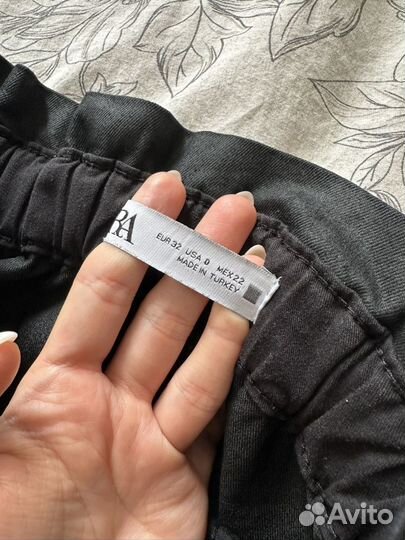 RA
EUR 32 USA 0 MEX 22
MADE IN TURKEY
Avito